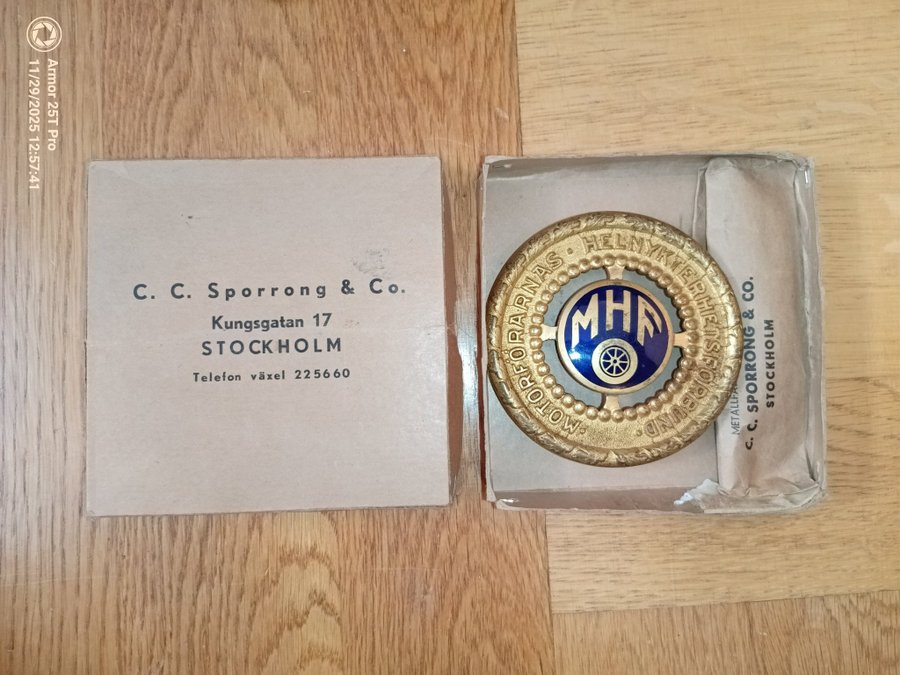 Armor 25T Pro
11/29/2025 12:57:41
C. C. Sporrong & Co.
Kungsgatan 17
STOCKHOLM
Telefon växel 225660
·MOTORFÖRARNAS·HELNYKTERHETSFÖRBUND·
MHF
C. C. SPORRONG & CO.
STOCKHOLM